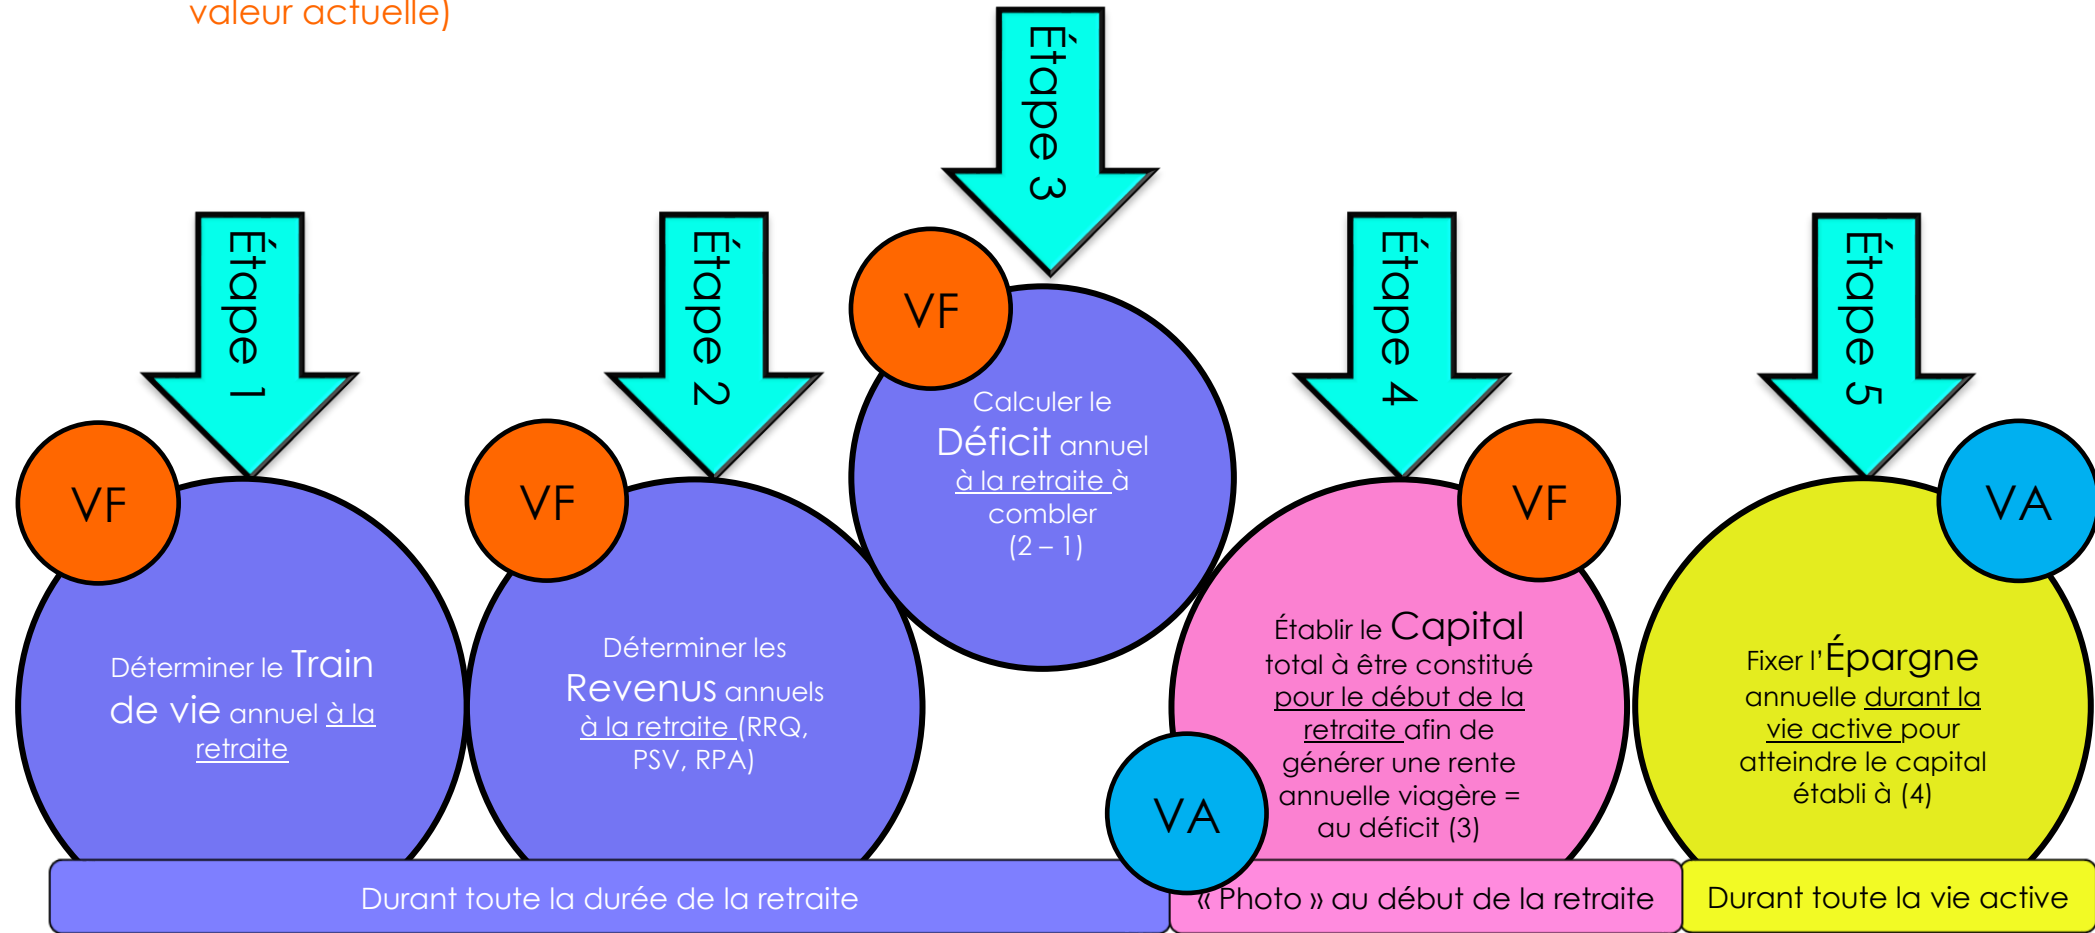 valeur actuelle)
Étape 1
VF
Déterminer le Train
de vie annuel à la
retraite
Étape 2
VF
Déterminer les
Revenus annuels
à la retraite (RRQ,
PSV, RPA)
Étape 3
VF
Calculer le
Déficit annuel
à la retraite à
combler
(2 – 1)
Étape 4
VF
Établir le Capital
total à être constitué
pour le début de la
retraite afin de
générer une rente
annuelle viagère =
au déficit (3)
VA
Étape 5
VA
Fixer l’Épargne
annuelle durant la
vie active pour
atteindre le capital
établi à (4)
Durant toute la durée de la retraite
« Photo » au début de la retraite
Durant toute la vie active